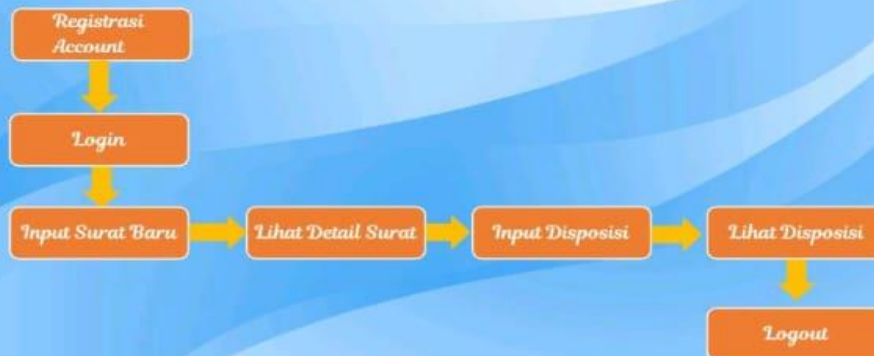 Registrasi
Account
Login
Input Surat Baru
Lihat Detail Surat
Input Disposisi
Lihat Disposisi
Logout